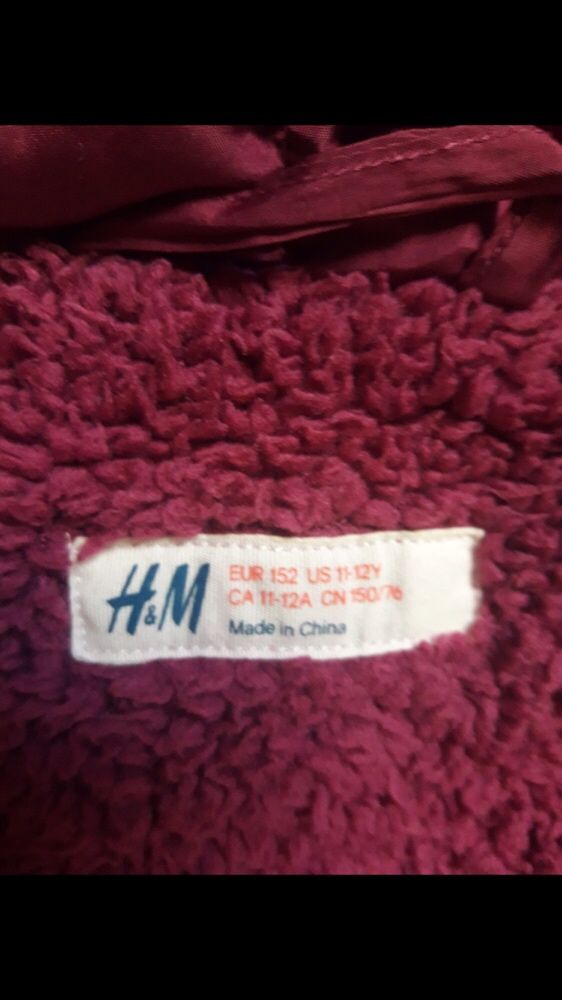 H&M
EUR 152 US 11-12Y
CA 11-12A CN 150/76
Made in China